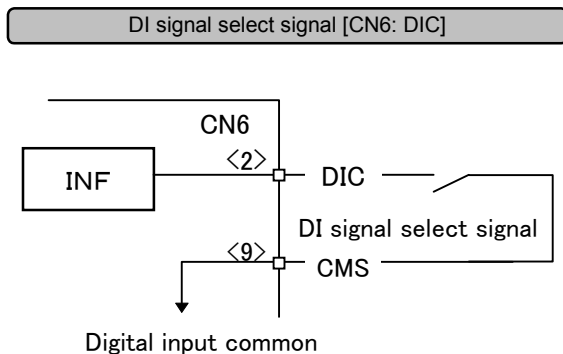 DI signal select signal [CN6: DIC]
CN6
<2>
INF
DIC
DI signal select signal
<9>
CMS
Digital input common